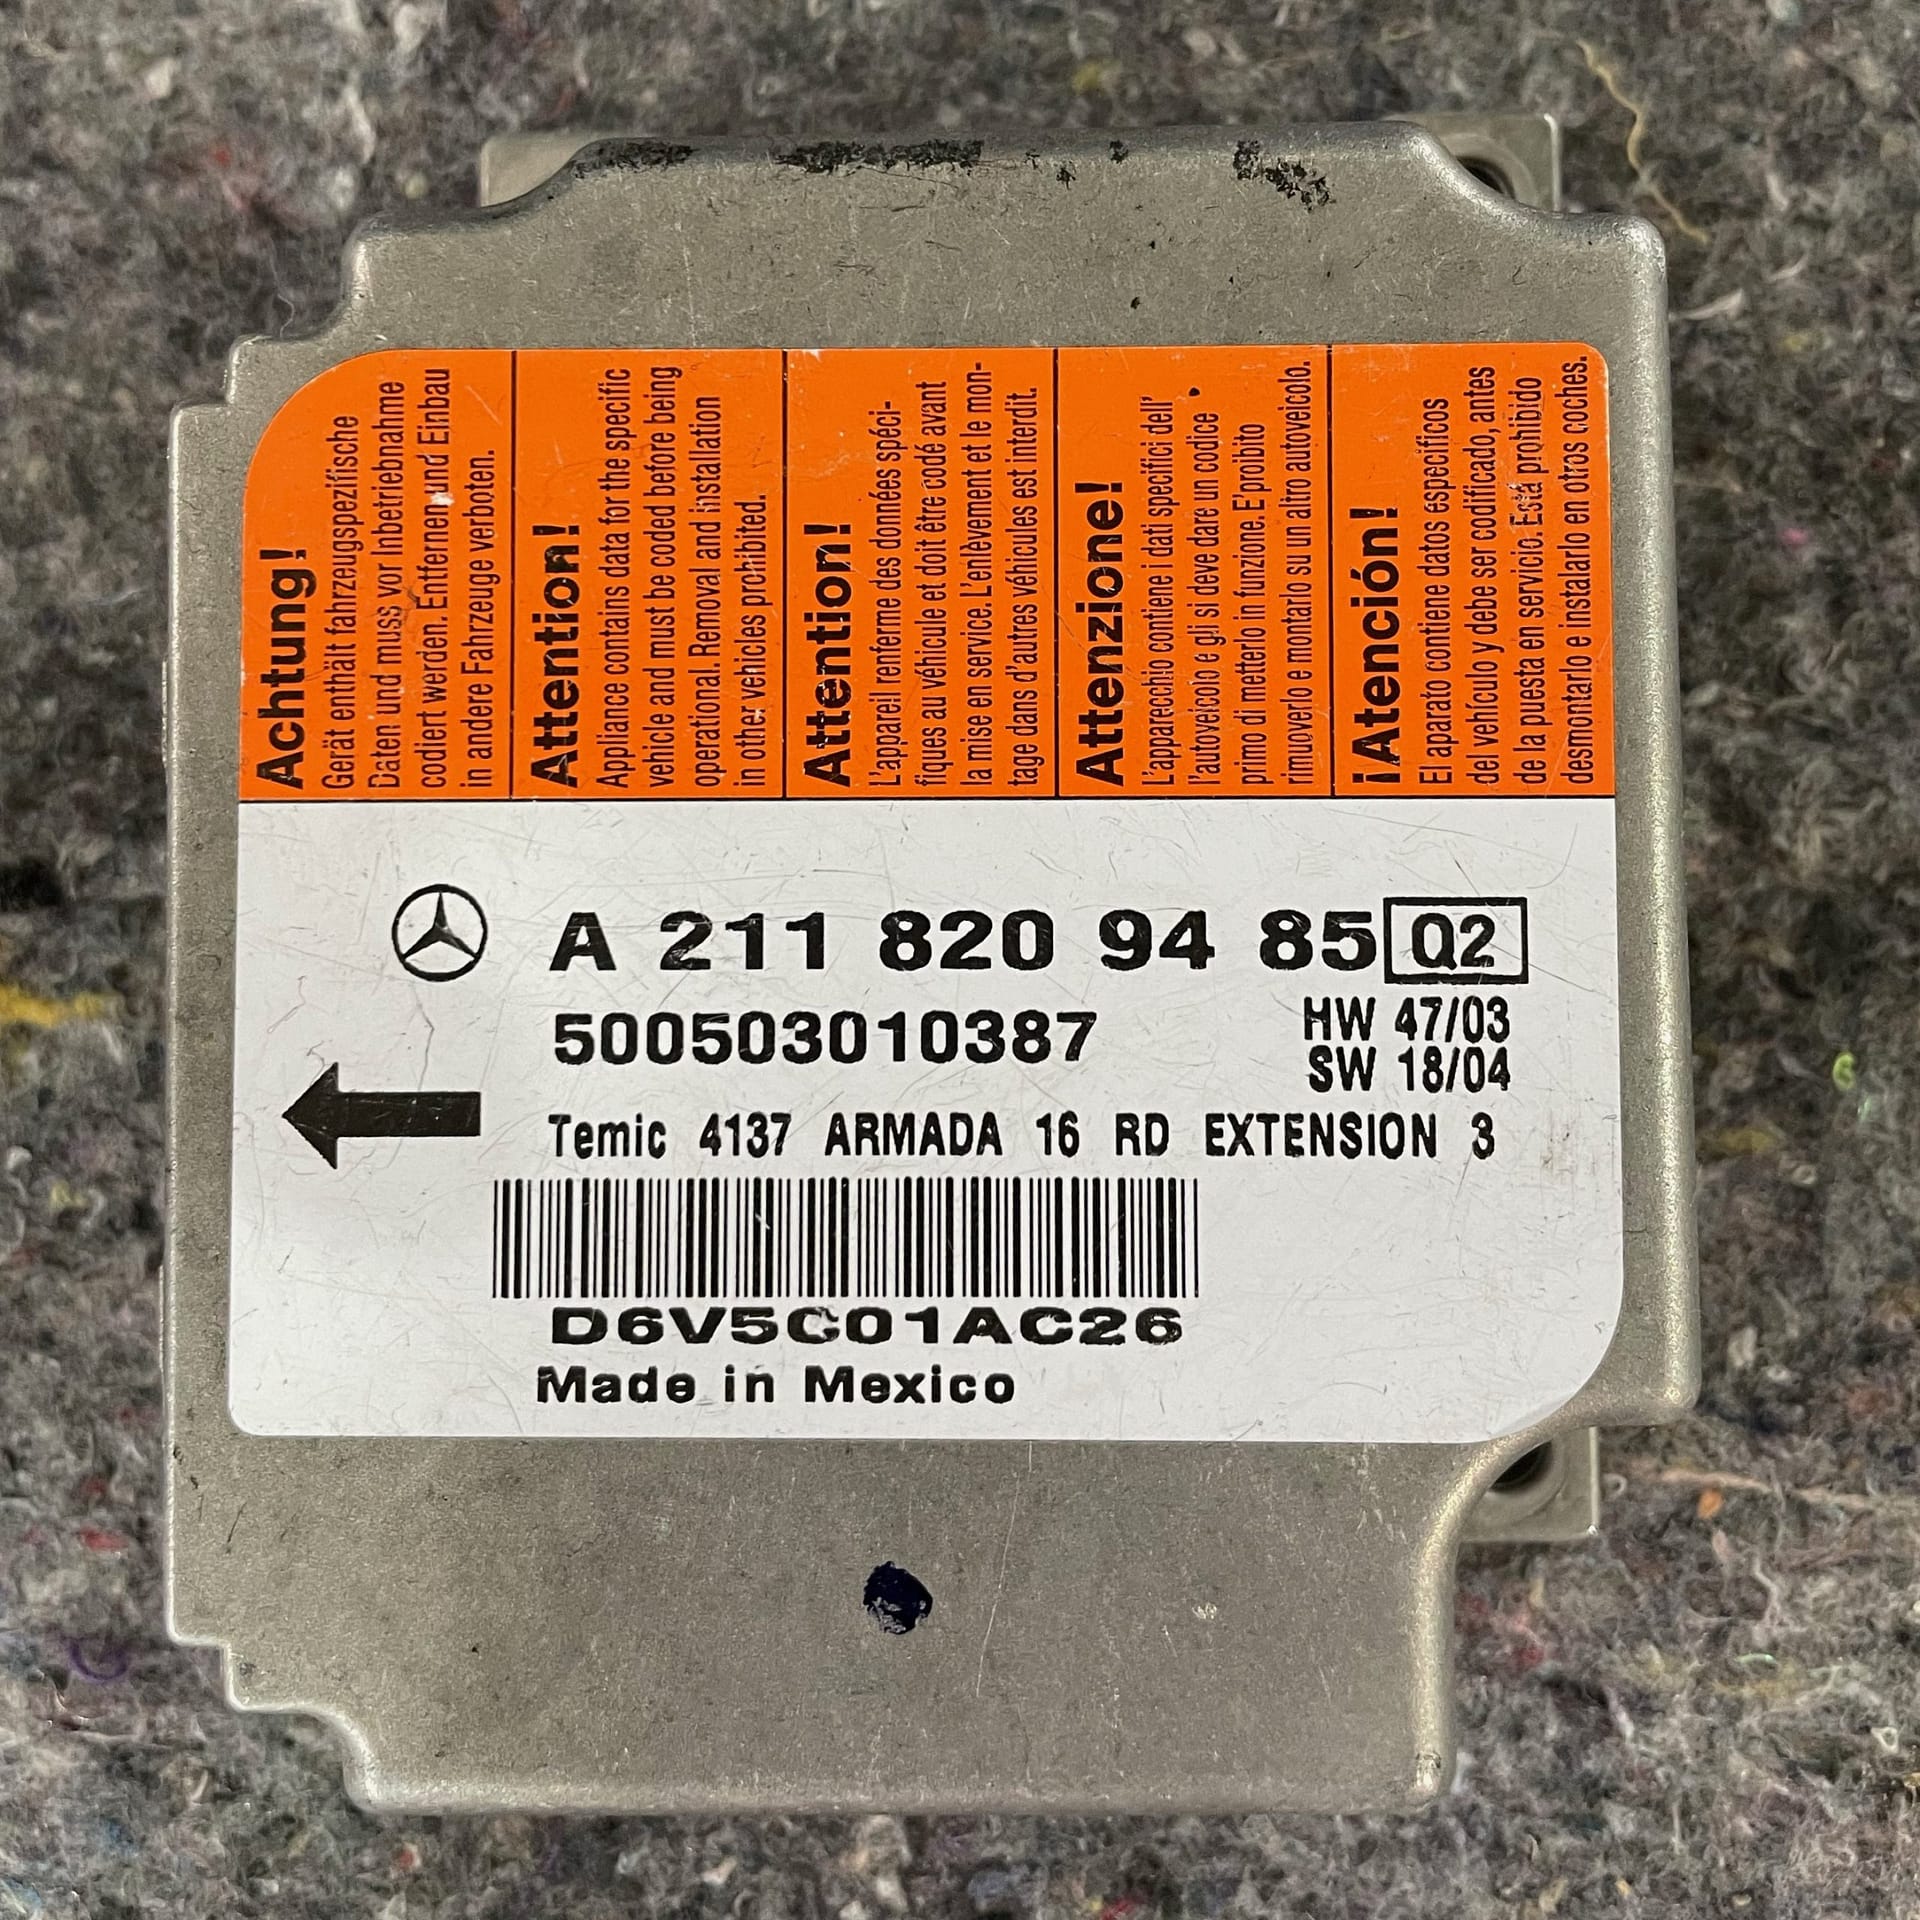 Achtung!
Gerät enthält fahrzeugspezifische
Daten und muss vor Inbetriebnahme
codiert werden. Entfernen und Einbau
in andere Fahrzeuge verboten.
Attention!
Appliance contains data for the specific
vehicle and must be coded before being
operational. Removal and installation
in other vehicles prohibited.
Attention!
L'appareil renferme des données spéci-
fiques au véhicule et doit être codé avant
la mise en service. L'enlèvement et le mon-
tage dans d'autres véhicules est interdit.
Attenzione!
L'apparecchio contiene i dati specifici dell'
l'autoveicolo e gli si deve dare un codice
primo di metterlo in funzione. E'proibito
rimuoverlo e montarlo su un altro autoveicolo.
¡Atención!
El aparato contiene datos específicos
del vehículo y debe ser codificado, antes
de la puesta en servicio. Está prohibido
desmontarlo e instalarlo en otros coches.
A 211 820 94 85 Q2
500503010387 HW 47/03
SW 18/04
Temic 4137 ARMADA 16 RD EXTENSION 3
D6V5C01AC26
Made in Mexico